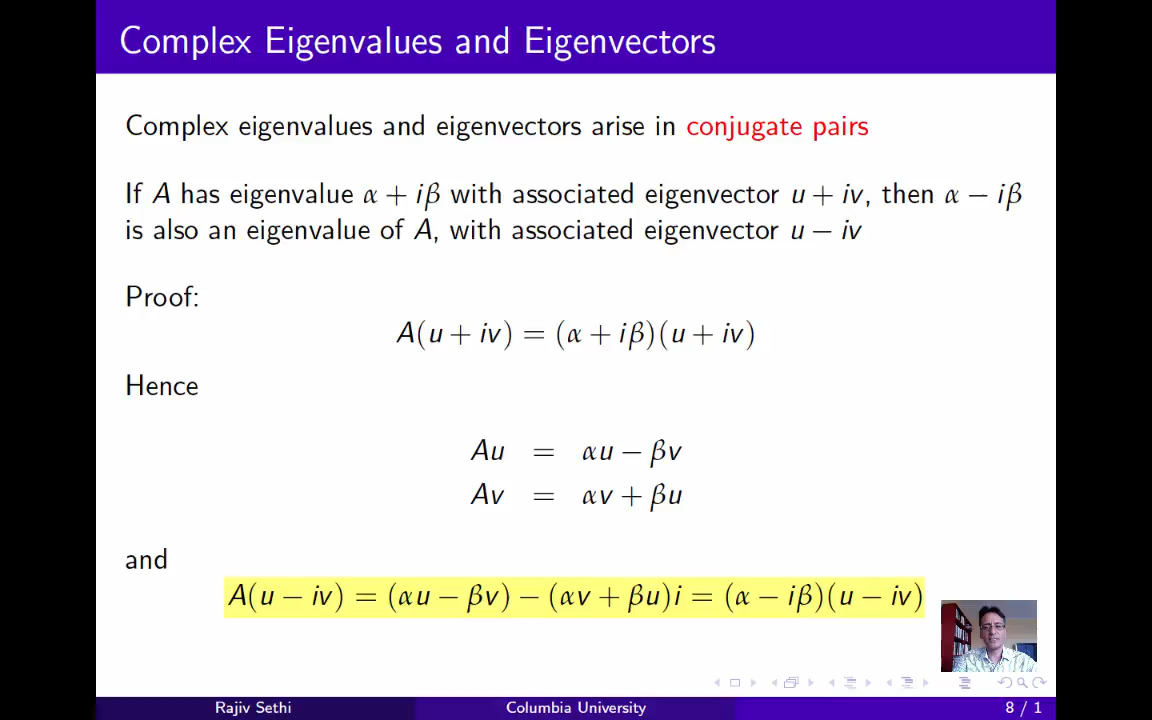 Complex Eigenvalues and Eigenvectors
Complex eigenvalues and eigenvectors arise in conjugate pairs
If A has eigenvalue α + iβ with associated eigenvector u + iv, then α − iβ
is also an eigenvalue of A, with associated eigenvector u − iv
Proof:
A(u + iv) = (α + iβ)(u + iv)
Hence
Au = αu − βv
Av = αv + βu
and
A(u − iv) = (αu − βv) − (αv + βu)i = (α − iβ)(u − iv)
Rajiv Sethi
Columbia University
8 / 1